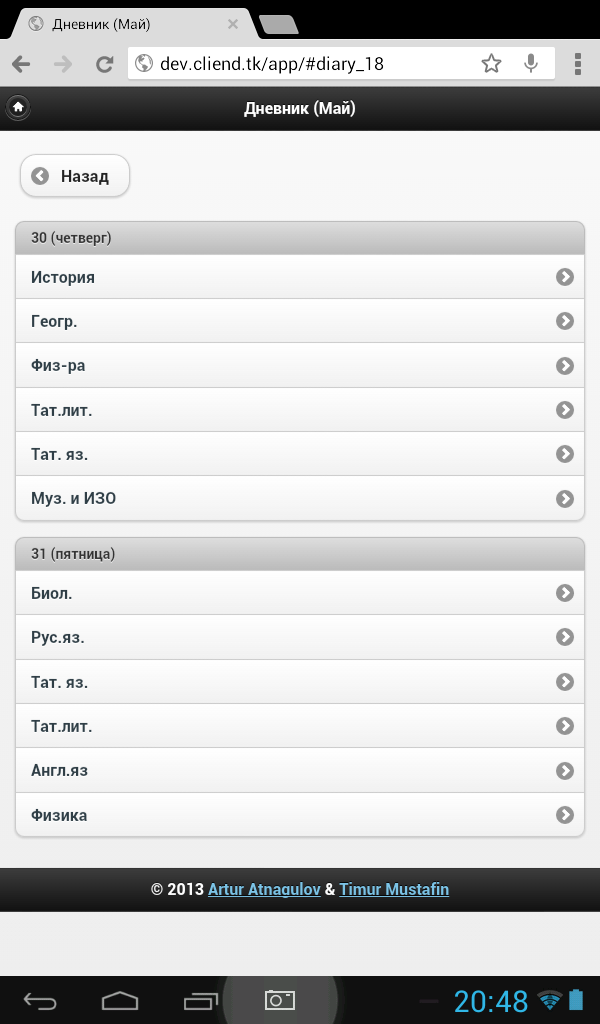 Дневник (Май)
dev.cliend.tk/app/#diary_18
Дневник (Май)
Назад
30 (четверг)
История
Геогр.
Физ-ра
Тат.лит.
Тат. яз.
Муз. и ИЗО
31 (пятница)
Биол.
Рус.яз.
Тат. яз.
Тат.лит.
Англ.яз
Физика
© 2013 Artur Atnagulov & Timur Mustafin
20:48